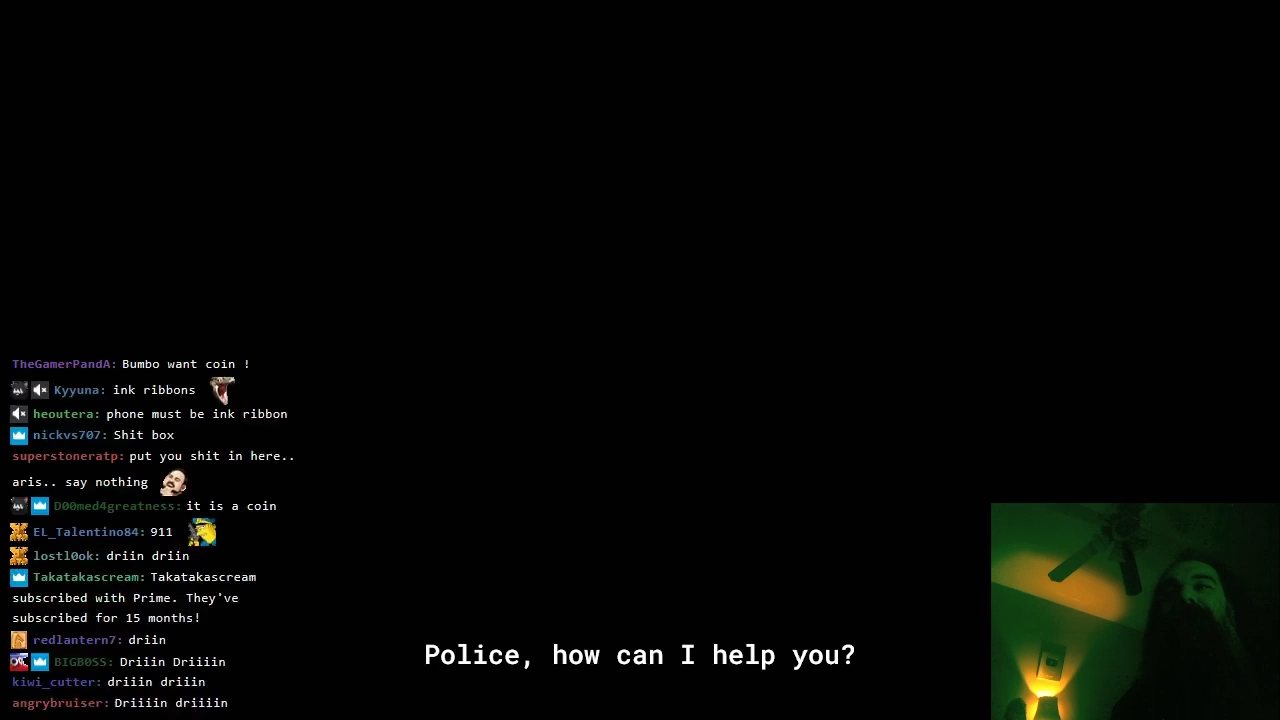 TheGamerPandA: Bumbo want coin !
Kyyuna: ink ribbons
heoutera: phone must be ink ribbon
nickvs707: Shit box
superstoneratp: put you shit in here..
aris.. say nothing
D00med4greatness: it is a coin
EL_Talentino84: 911
lostl0ok: driin driin
Takatakascream: Takatakascream
subscribed with Prime. They've
subscribed for 15 months!
redlantern7: driin
BIGB0SS: Driiin Driiiin
kiwi_cutter: driiin driiin
angrybruiser: Driiiin driiiin
Police, how can I help you?